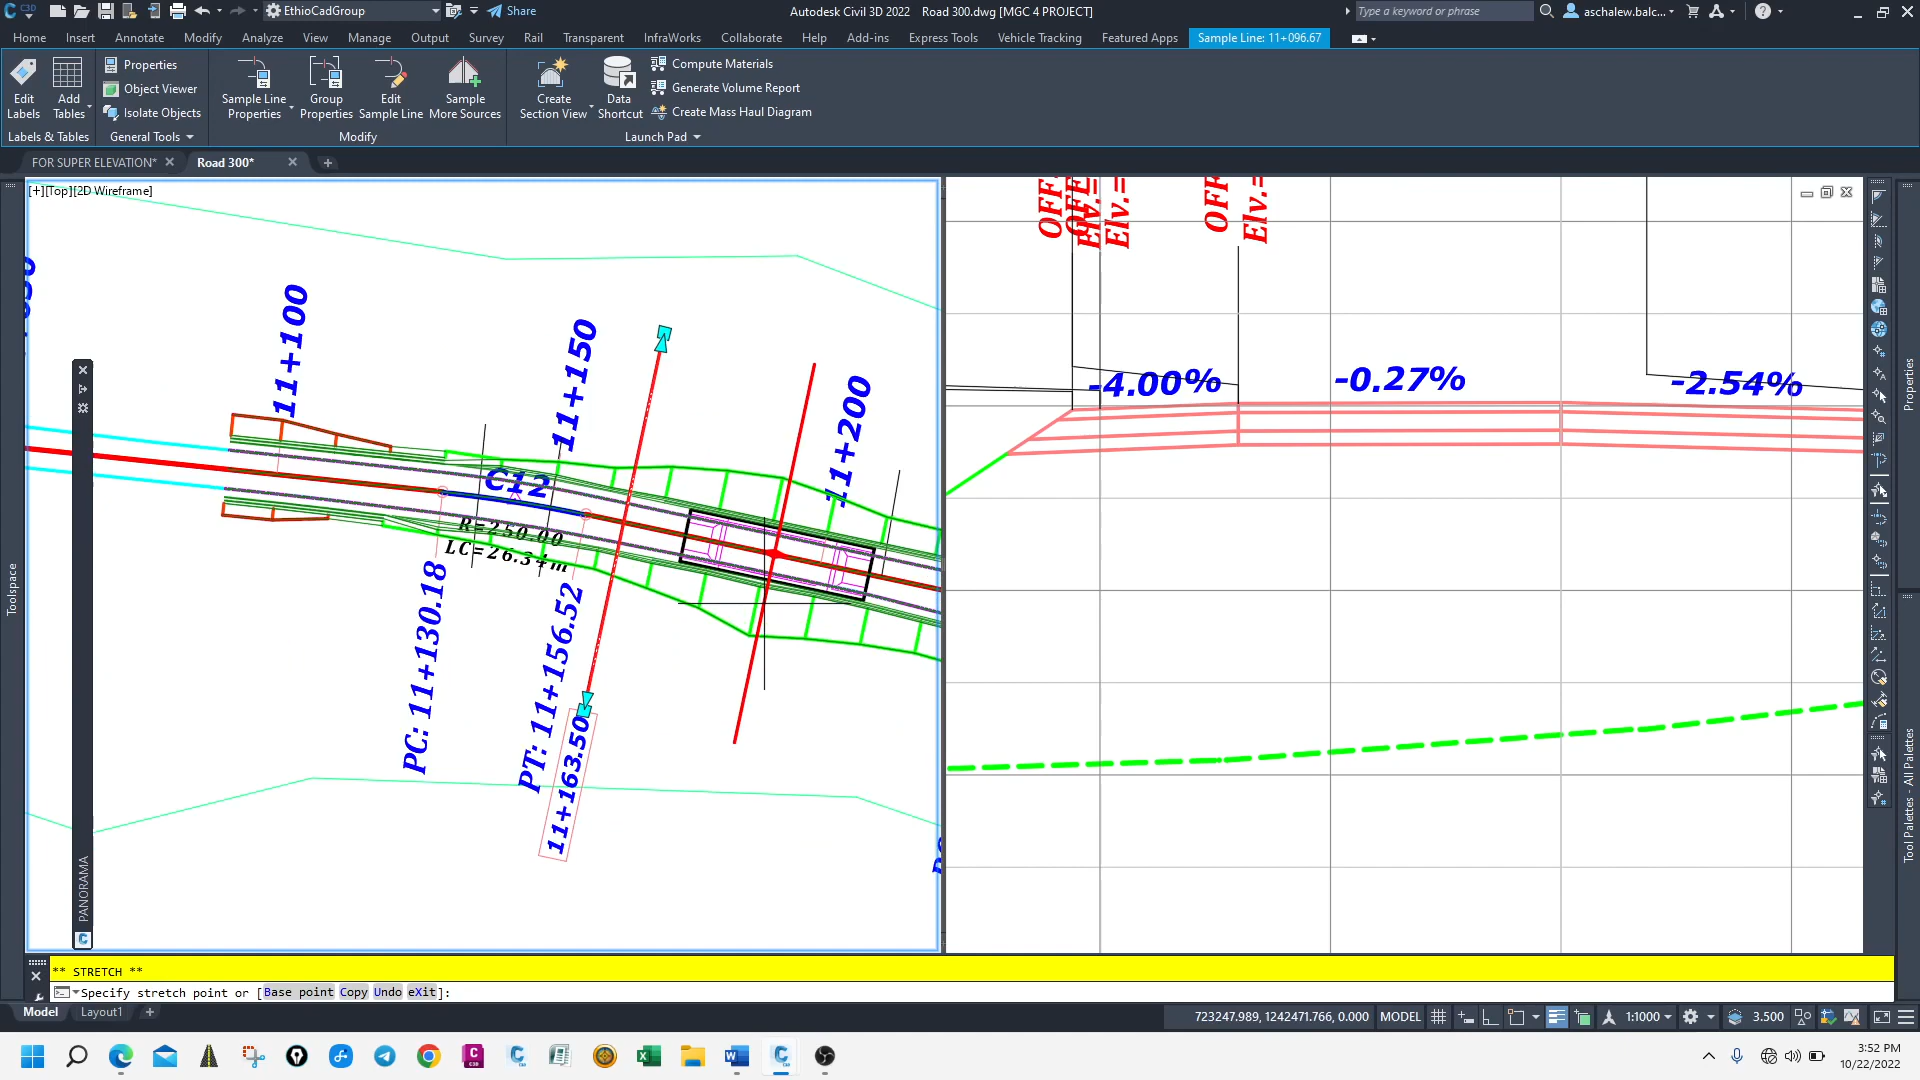 C3D
EthioCadGroup
Share
Autodesk Civil 3D 2022 Road 300.dwg [MGC 4 PROJECT]
Type a keyword or phrase
aschalew.balc...
Home Insert Annotate Modify Analyze View Manage Output Survey Rail Transparent InfraWorks Collaborate Help Add-ins Express Tools Vehicle Tracking Featured Apps Sample Line: 11+096.67
Edit Labels
Add Tables
Properties
Object Viewer
Isolate Objects
Sample Line Properties
Group Properties
Edit Sample Line
Sample More Sources
Create Section View
Data Shortcut
Compute Materials
Generate Volume Report
Create Mass Haul Diagram
Labels & Tables
General Tools
Modify
Launch Pad
FOR SUPER ELEVATION*
Road 300*
[+][Top][2D Wireframe]
11+100
11+150
11+200
C12
R=250.00
LC=26.34m
PC: 11+130.18
PT: 11+156.52
11+163.50
PANORAMA
Toolspace
OFF
OFF
Elv.=
Elv.=
OFF
Elv.=
-4.00%
-0.27%
-2.54%
Properties
Tool Palettes - All Palettes
** STRETCH **
Specify stretch point or [Base point Copy Undo eXit]:
Model
Layout1
723247.989, 1242471.766, 0.000
MODEL
1:1000
3.500
3:52 PM
10/22/2022